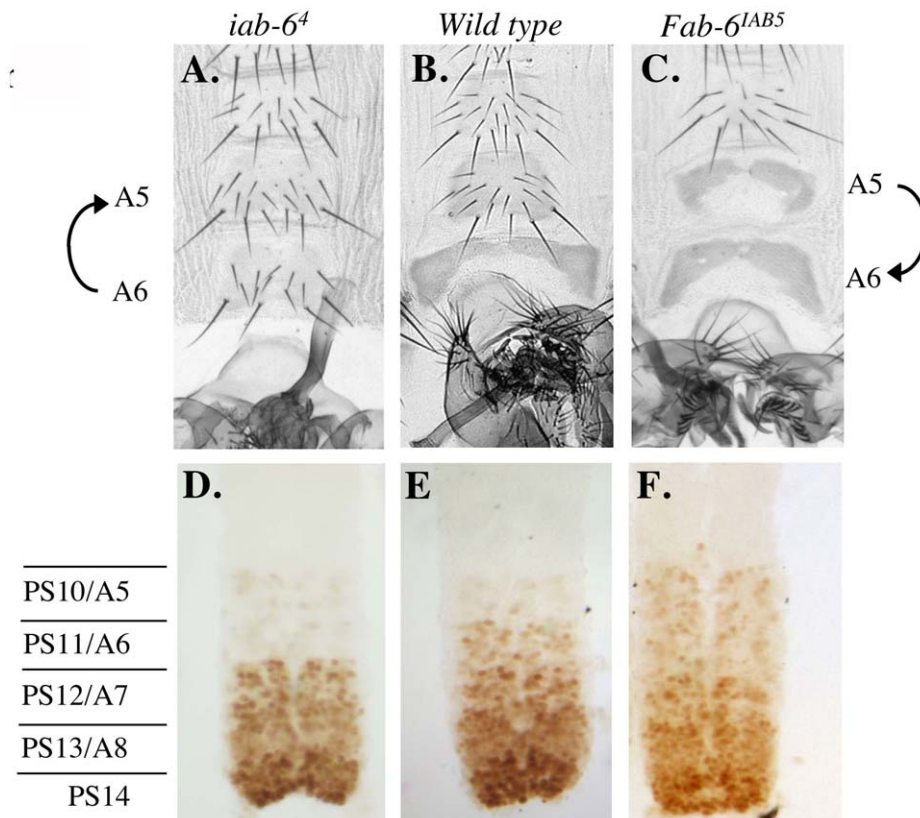 iab-6⁴ Wild type Fab-6ᴵᴬᴮ⁵
A. B. C.
A5 A5
A6 A6
D. E F.
PS10/A5
PS11/A6
PS12/A7
PS13/A8
PS14